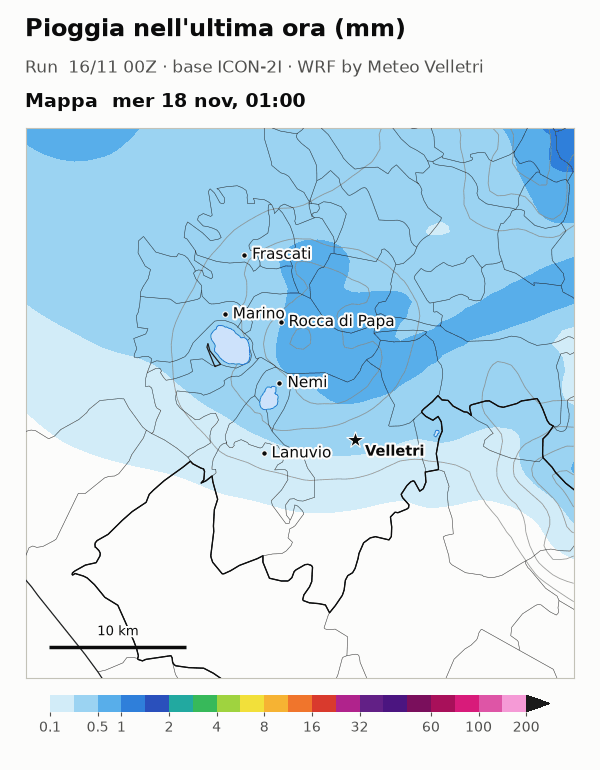 Pioggia nell'ultima ora (mm)
Run  16/11 00Z · base ICON-2I · WRF by Meteo Velletri
Mappa  mer 18 nov, 01:00
Frascati
Marino
Rocca di Papa
Nemi
Velletri
Lanuvio
10 km
0.1 0.5 1 2 4 8 16 32 60 100 200